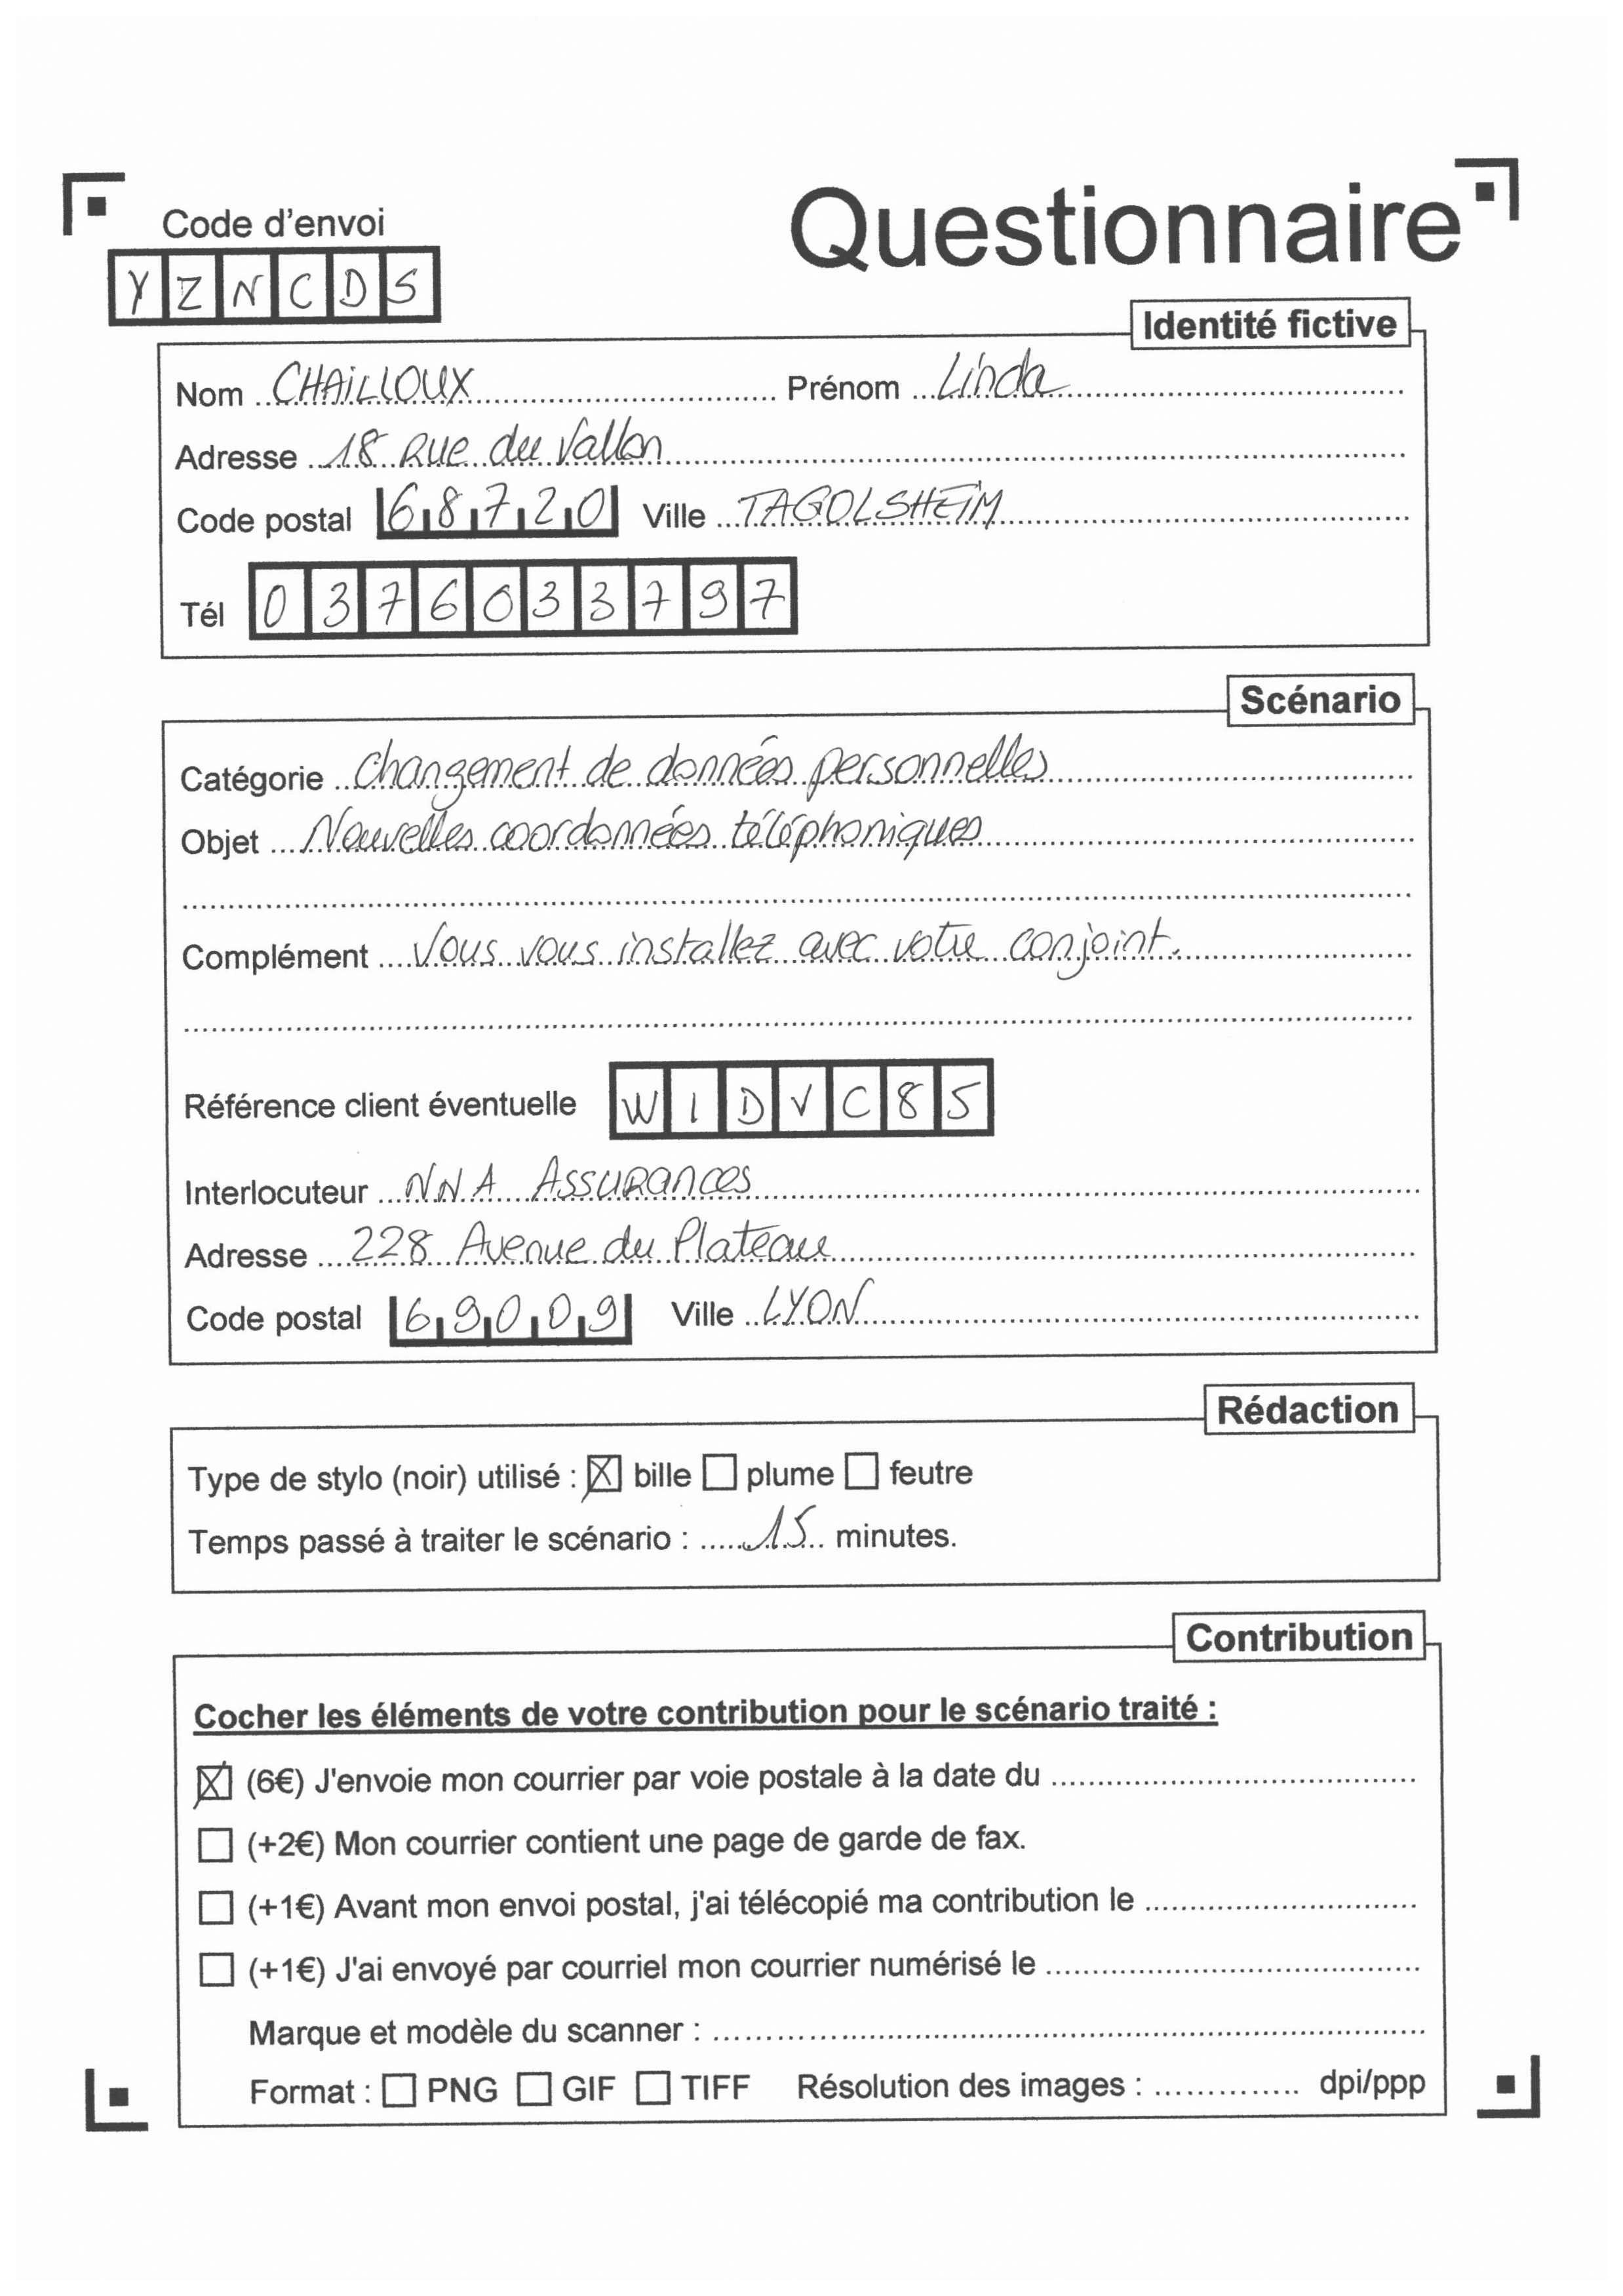 Questionnaire
Code d'envoi
YZNCDS
Identité fictive
Nom CHAILLOUX Prénom Linda
Adresse 18 Rue du Vallon
Code postal 68720 Ville TAGOLSHEIM
Tél 0376033797
Scénario
Catégorie Changement de données personnelles
Objet Nouvelles coordonnées téléphoniques
Complément Vous vous installez avec votre conjoint.
Référence client éventuelle WIDVC85
Interlocuteur NNA Assurances
Adresse 228 Avenue du Plateau
Code postal 69009 Ville LYON
Rédaction
Type de stylo (noir) utilisé : ☒ bille ☐ plume ☐ feutre
Temps passé à traiter le scénario : 15 minutes.
Contribution
Cocher les éléments de votre contribution pour le scénario traité :
☒ (6€) J'envoie mon courrier par voie postale à la date du
☐ (+2€) Mon courrier contient une page de garde de fax.
☐ (+1€) Avant mon envoi postal, j'ai télécopié ma contribution le
☐ (+1€) J'ai envoyé par courriel mon courrier numérisé le
Marque et modèle du scanner :
Format : ☐ PNG ☐ GIF ☐ TIFF Résolution des images : dpi/ppp